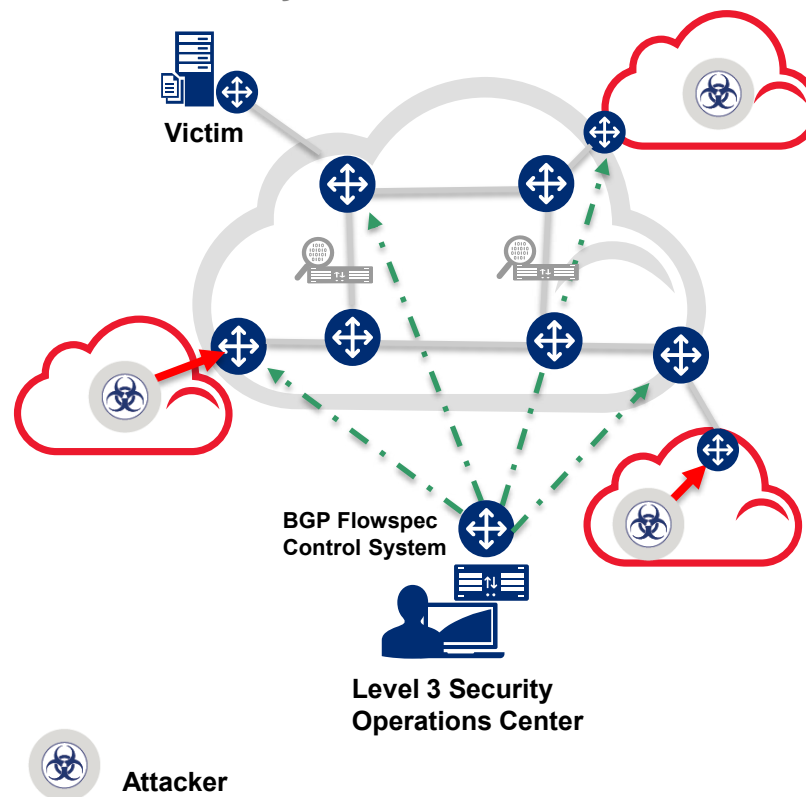 Victim
BGP Flowspec
Control System
Level 3 Security
Operations Center
Attacker